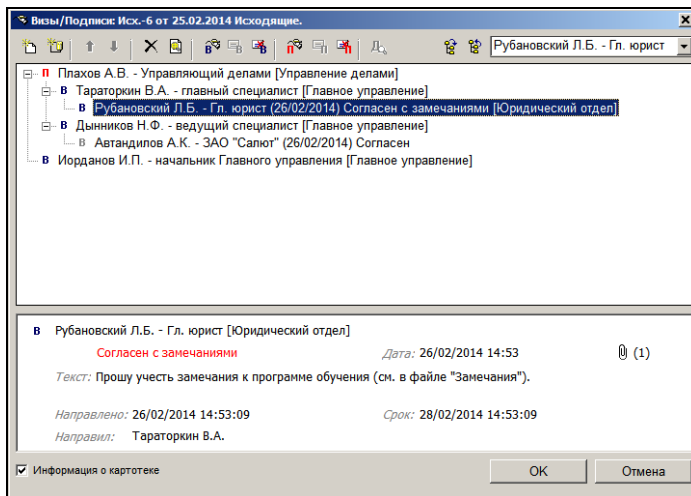 Визы/Подписи: Исх.-6 от 25.02.2014 Исходящие.
Рубановский Л.Б. - Гл. юрист
П Плахов А.В. - Управляющий делами [Управление делами]
В Тараторкин В.А. - главный специалист [Главное управление]
В Рубановский Л.Б. - Гл. юрист (26/02/2014) Согласен с замечаниями [Юридический отдел]
В Дынников Н.Ф. - ведущий специалист [Главное управление]
В Автандилов А.К. - ЗАО "Салют" (26/02/2014) Согласен
В Иорданов И.П. - начальник Главного управления [Главное управление]
В Рубановский Л.Б. - Гл. юрист [Юридический отдел]
Согласен с замечаниями Дата: 26/02/2014 14:53 (1)
Текст: Прошу учесть замечания к программе обучения (см. в файле "Замечания").
Направлено: 26/02/2014 14:53:09 Срок: 28/02/2014 14:53:09
Направил: Тараторкин В.А.
Информация о картотеке OK Отмена